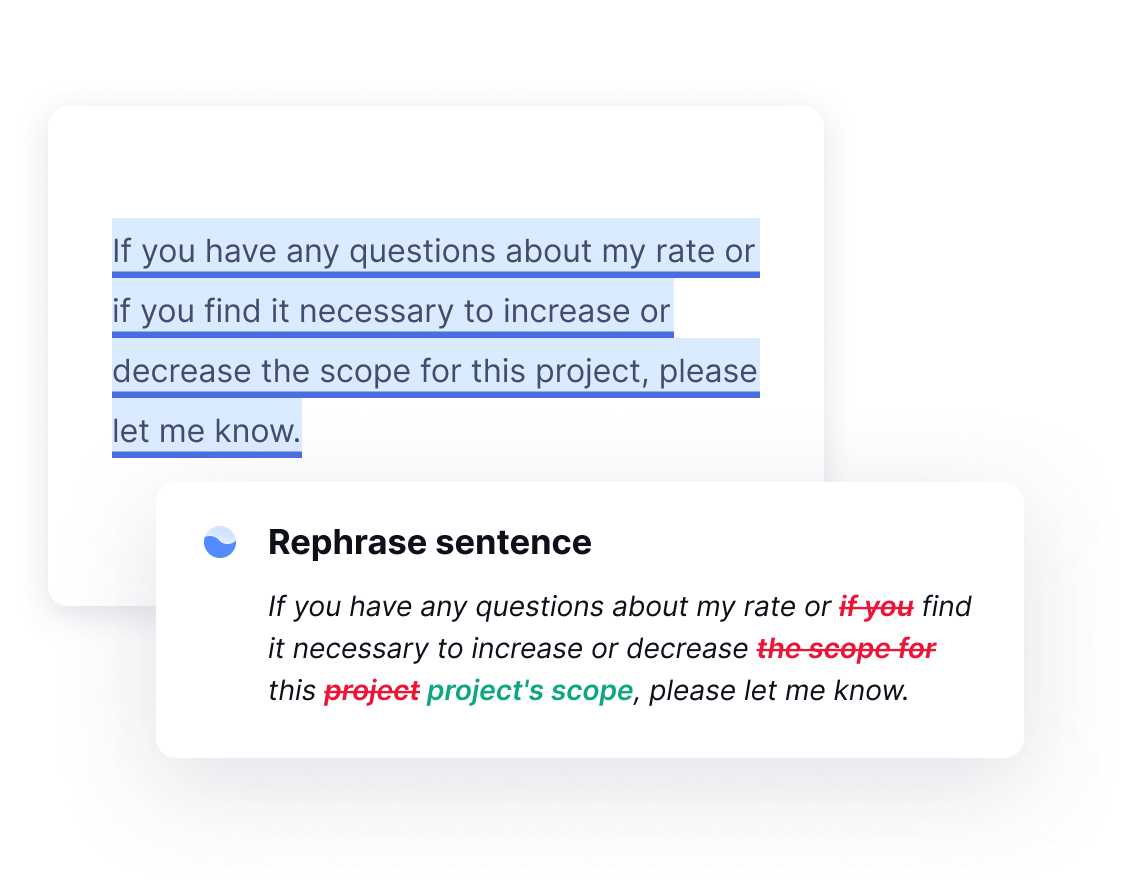 If you have any questions about my rate or
if you find it necessary to increase or
decrease the scope for this project, please
let me know.
Rephrase sentence
If you have any questions about my rate or if you find
it necessary to increase or decrease the scope for
this project project's scope, please let me know.